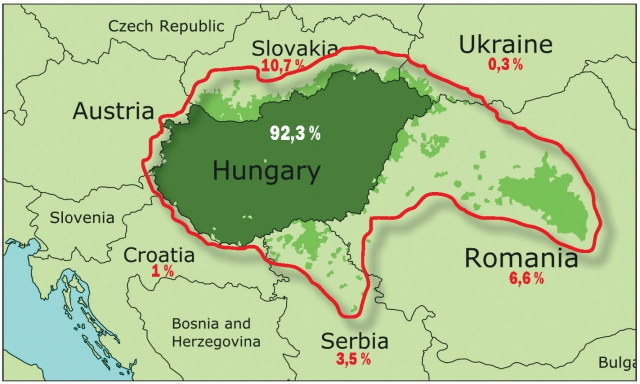 Czech Republic
Slovakia
10,7 %
Ukraine
0,3 %
Austria
92,3 %
Hungary
Slovenia
Croatia
1 %
Romania
6,6 %
Bosnia and
Herzegovina
Serbia
3,5 %
Bulga